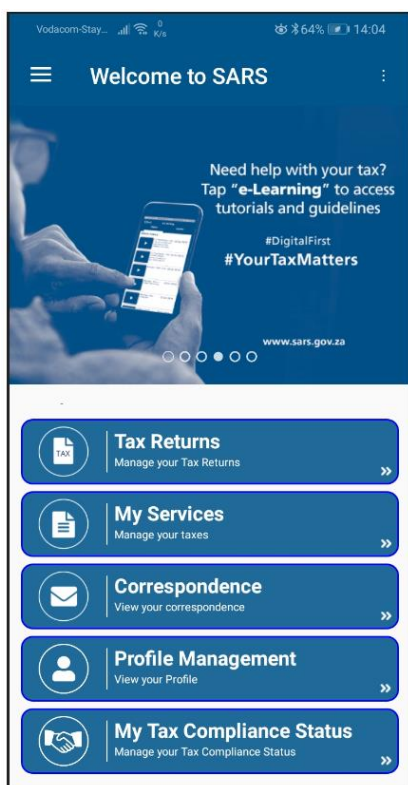 Vodacom-Stay... 0 K/s 64% 14:04
Welcome to SARS
Need help with your tax?
Tap "e-Learning" to access
tutorials and guidelines
#DigitalFirst
#YourTaxMatters
www.sars.gov.za
TAX
Tax Returns
Manage your Tax Returns
My Services
Manage your taxes
Correspondence
View your correspondence
Profile Management
View your Profile
My Tax Compliance Status
Manage your Tax Compliance Status